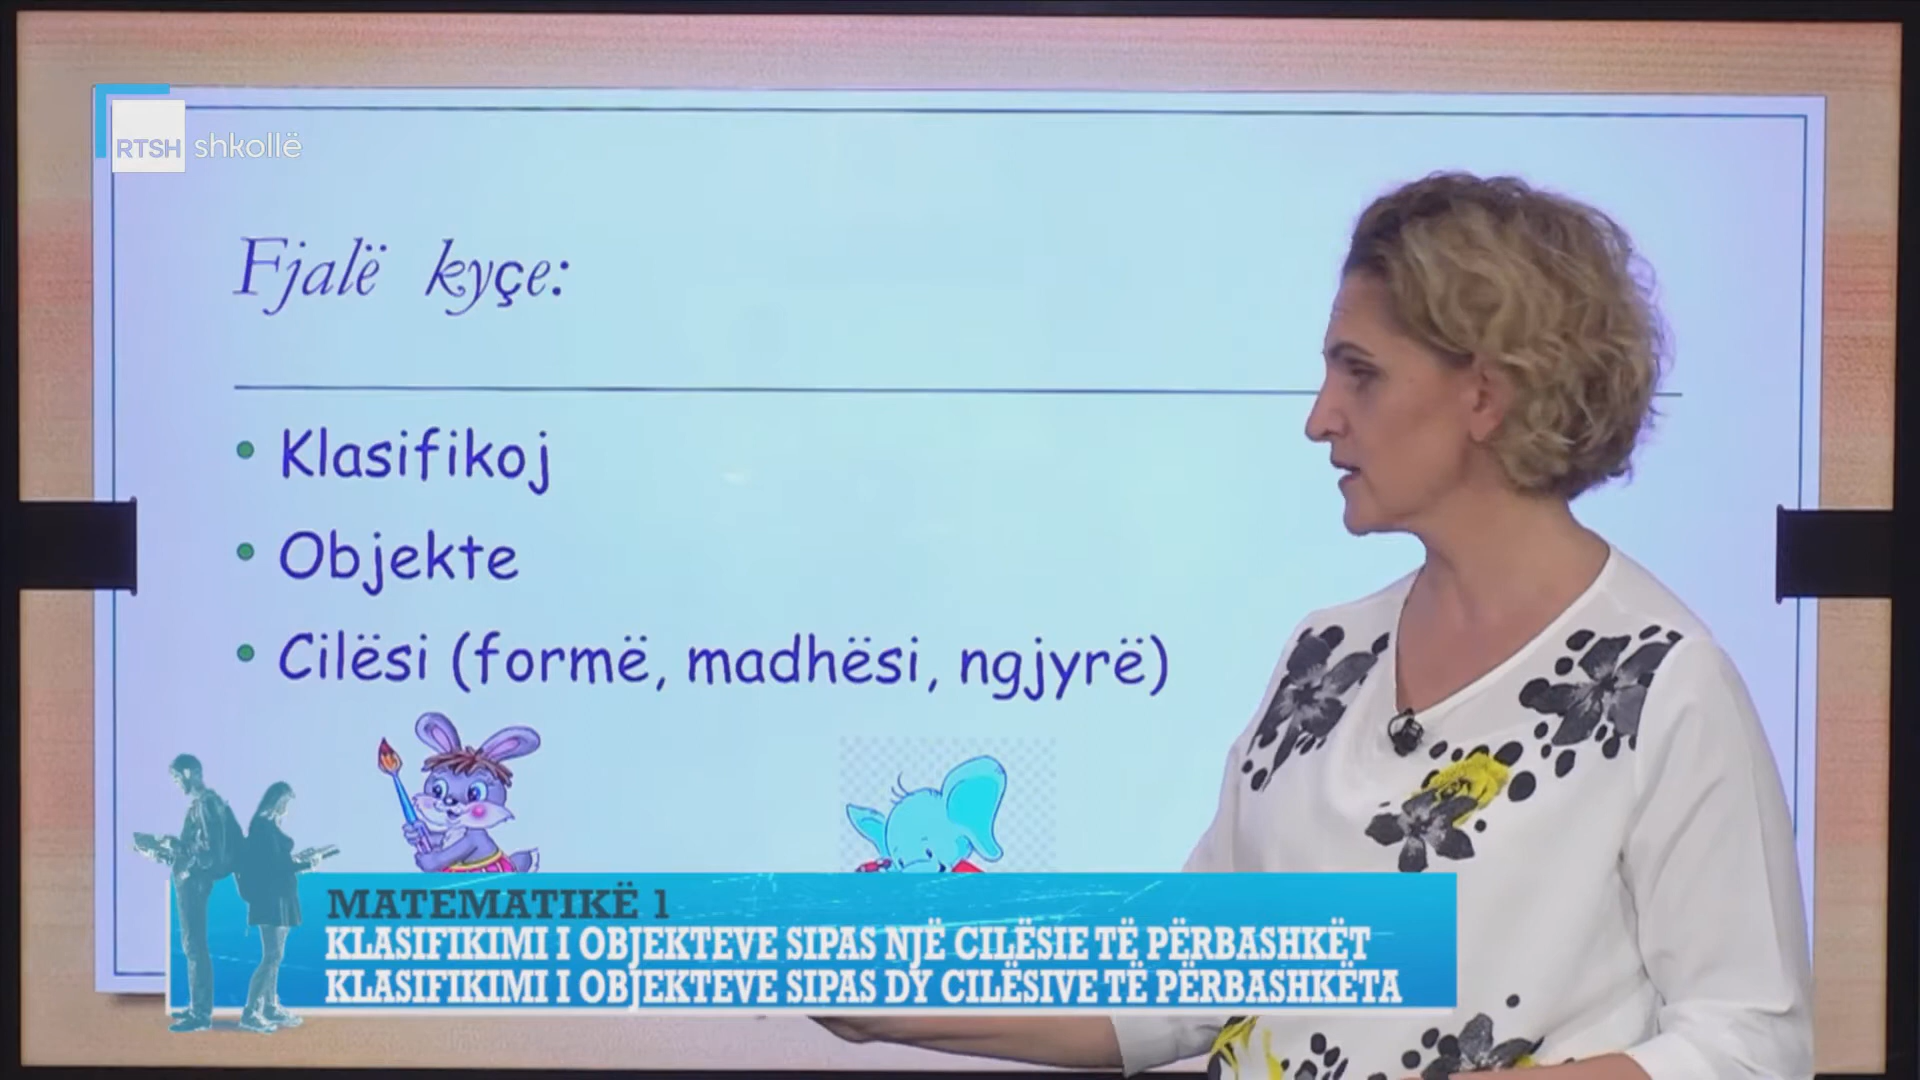 RTSH shkollë
Fjalë kyçe:
Klasifikoj
Objekte
Cilësi (formë, madhësi, ngjyrë)
MATEMATIKË 1
KLASIFIKIMI I OBJEKTEVE SIPAS NJË CILËSIE TË PËRBASHKËT
KLASIFIKIMI I OBJEKTEVE SIPAS DY CILËSIVE TË PËRBASHKËTA